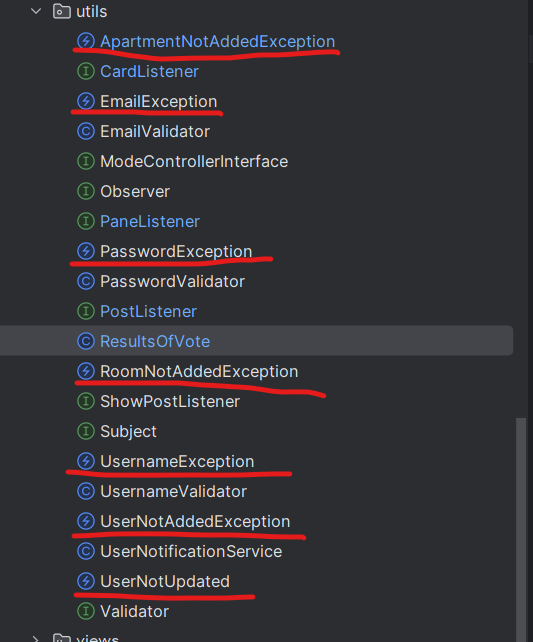 utils
ApartmentNotAddedException
CardListener
EmailException
EmailValidator
ModeControllerInterface
Observer
PaneListener
PasswordException
PasswordValidator
PostListener
ResultsOfVote
RoomNotAddedException
ShowPostListener
Subject
UsernameException
UsernameValidator
UserNotAddedException
UserNotificationService
UserNotUpdated
Validator
views